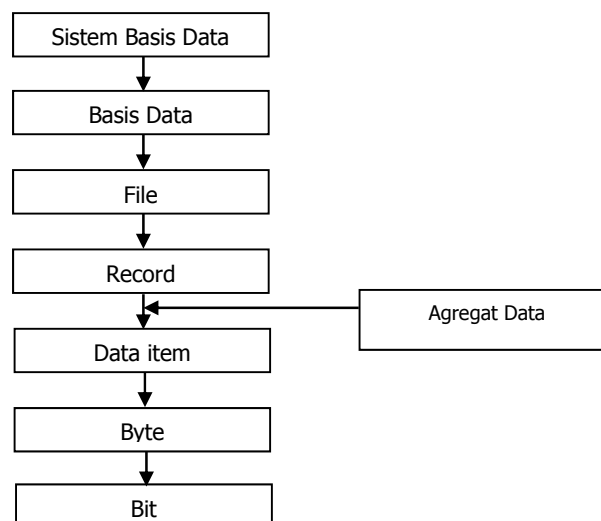 Sistem Basis Data
Basis Data
File
Record
Agregat Data
Data item
Byte
Bit